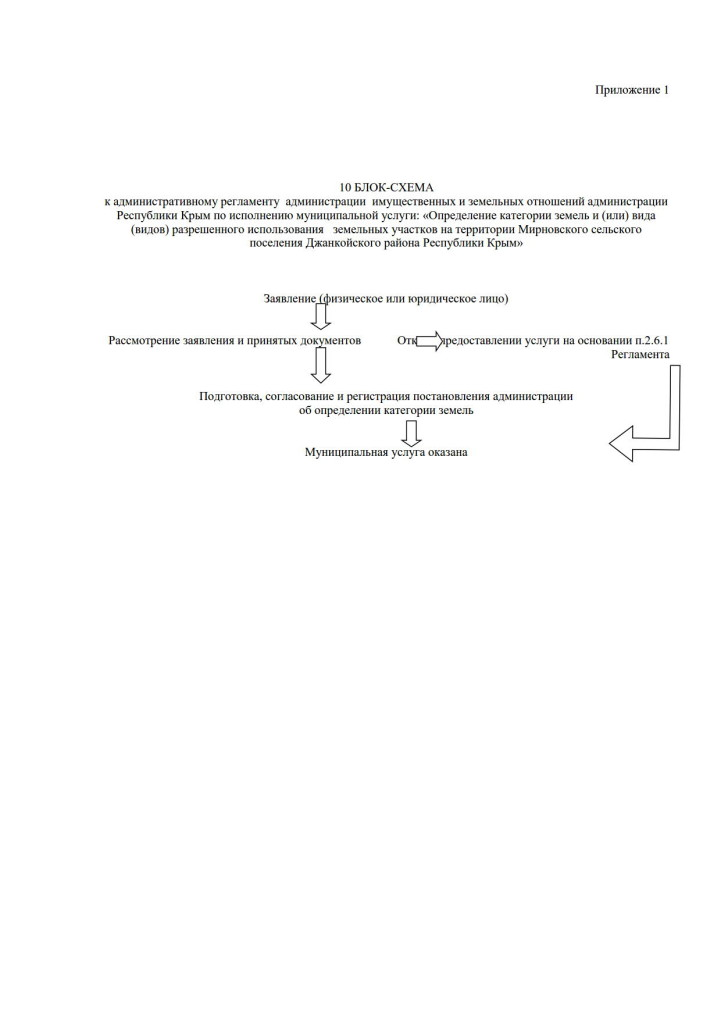 Приложение 1
10 БЛОК-СХЕМА
к административному регламенту администрации имущественных и земельных отношений администрации
Республики Крым по исполнению муниципальной услуги: «Определение категории земель и (или) вида
(видов) разрешенного использования земельных участков на территории Мирновского сельского
поселения Джанкойского района Республики Крым»
Заявление (физическое или юридическое лицо)
Рассмотрение заявления и принятых документов
предоставлении услуги на основании п.2.6.1
Регламента
Подготовка, согласование и регистрация постановления администрации
об определении категории земель
Муниципальная услуга оказана